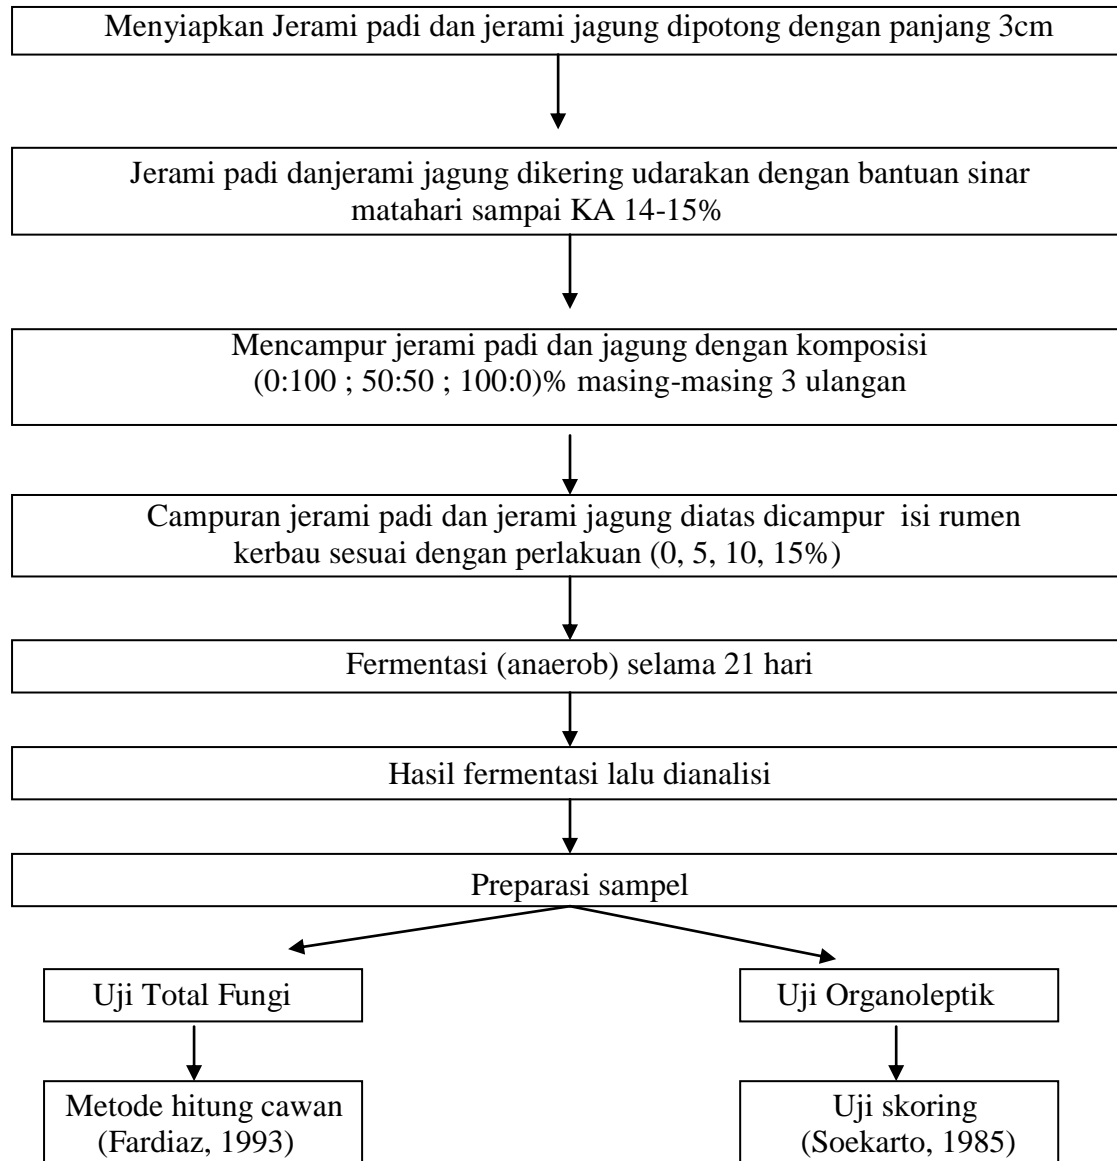 Menyiapkan Jerami padi dan jerami jagung dipotong dengan panjang 3cm
Jerami padi danjerami jagung dikering udarakan dengan bantuan sinar
matahari sampai KA 14-15%
Mencampur jerami padi dan jagung dengan komposisi
(0:100 ; 50:50 ; 100:0)% masing-masing 3 ulangan
Campuran jerami padi dan jerami jagung diatas dicampur isi rumen
kerbau sesuai dengan perlakuan (0, 5, 10, 15%)
Fermentasi (anaerob) selama 21 hari
Hasil fermentasi lalu dianalisi
Preparasi sampel
Uji Total Fungi
Uji Organoleptik
Metode hitung cawan
(Fardiaz, 1993)
Uji skoring
(Soekarto, 1985)